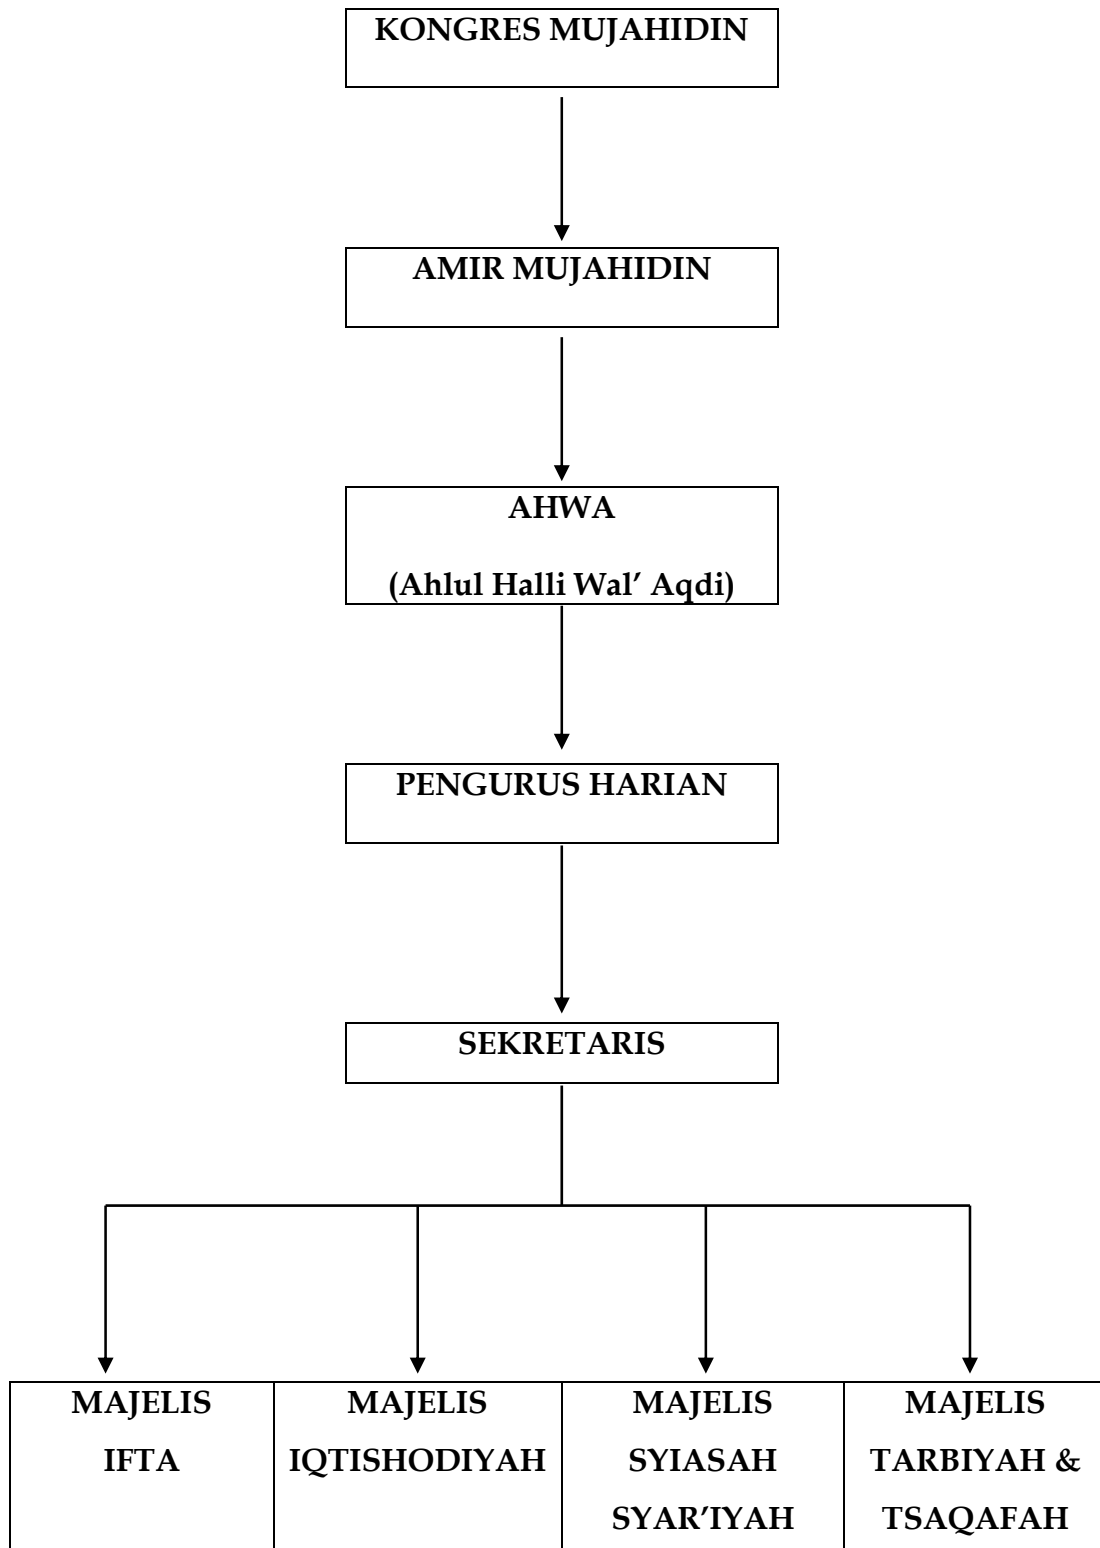 KONGRES MUJAHIDIN
AMIR MUJAHIDIN
AHWA
(Ahlul Halli Wal’ Aqdi)
PENGURUS HARIAN
SEKRETARIS
MAJELIS
IFTA
MAJELIS
IQTISHODIYAH
MAJELIS
SYIASAH
SYAR’IYAH
MAJELIS
TARBIYAH &
TSAQAFAH